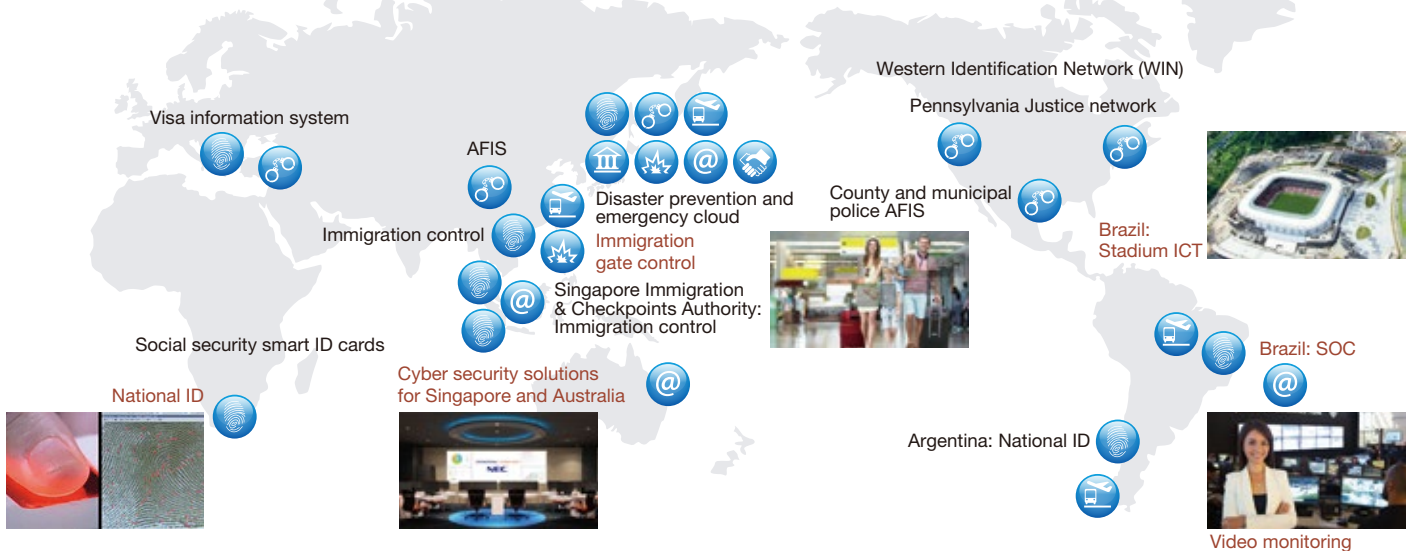 Western Identification Network (WIN)
Pennsylvania Justice network
Visa information system
AFIS
Disaster prevention and
emergency cloud
County and municipal
police AFIS
Immigration control
Immigration
gate control
Brazil:
Stadium ICT
Singapore Immigration
& Checkpoints Authority:
Immigration control
@
@
Social security smart ID cards
National ID
Cyber security solutions
for Singapore and Australia
@
Brazil: SOC
@
NEC
Argentina: National ID
Video monitoring